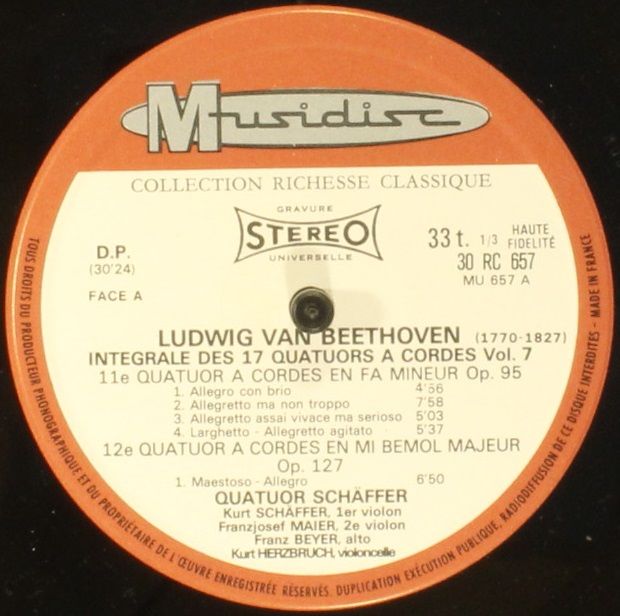 Musidisc
COLLECTION RICHESSE CLASSIQUE
GRAVURE
STEREO
UNIVERSELLE
D.P.
(30'24)
FACE A
33 t. 1/3 HAUTE FIDELITÉ
30 RC 657
MU 657 A
LUDWIG VAN BEETHOVEN (1770-1827)
INTEGRALE DES 17 QUATUORS A CORDES Vol. 7
11e QUATUOR A CORDES EN FA MINEUR Op. 95
1. Allegro con brio 4'56
2. Allegretto ma non troppo 7'58
3. Allegretto assai vivace ma serioso 5'03
4. Larghetto - Allegretto agitato 5'37
12e QUATUOR A CORDES EN MI BEMOL MAJEUR
Op. 127
1. Maestoso - Allegro 6'50
QUATUOR SCHÄFFER
Kurt SCHÄFFER, 1er violon
Franzjosef MAIER, 2e violon
Franz BEYER, alto
Kurt HERZBRUCH, violoncelle
TOUS DROITS DU PRODUCTEUR PHONOGRAPHIQUE ET DU PROPRIÉTAIRE DE L'ŒUVRE ENREGISTRÉE RÉSERVÉS. DUPLICATION EXÉCUTION PUBLIQUE, RADIODIFFUSION DE CE DISQUE INTERDITES - MADE IN FRANCE